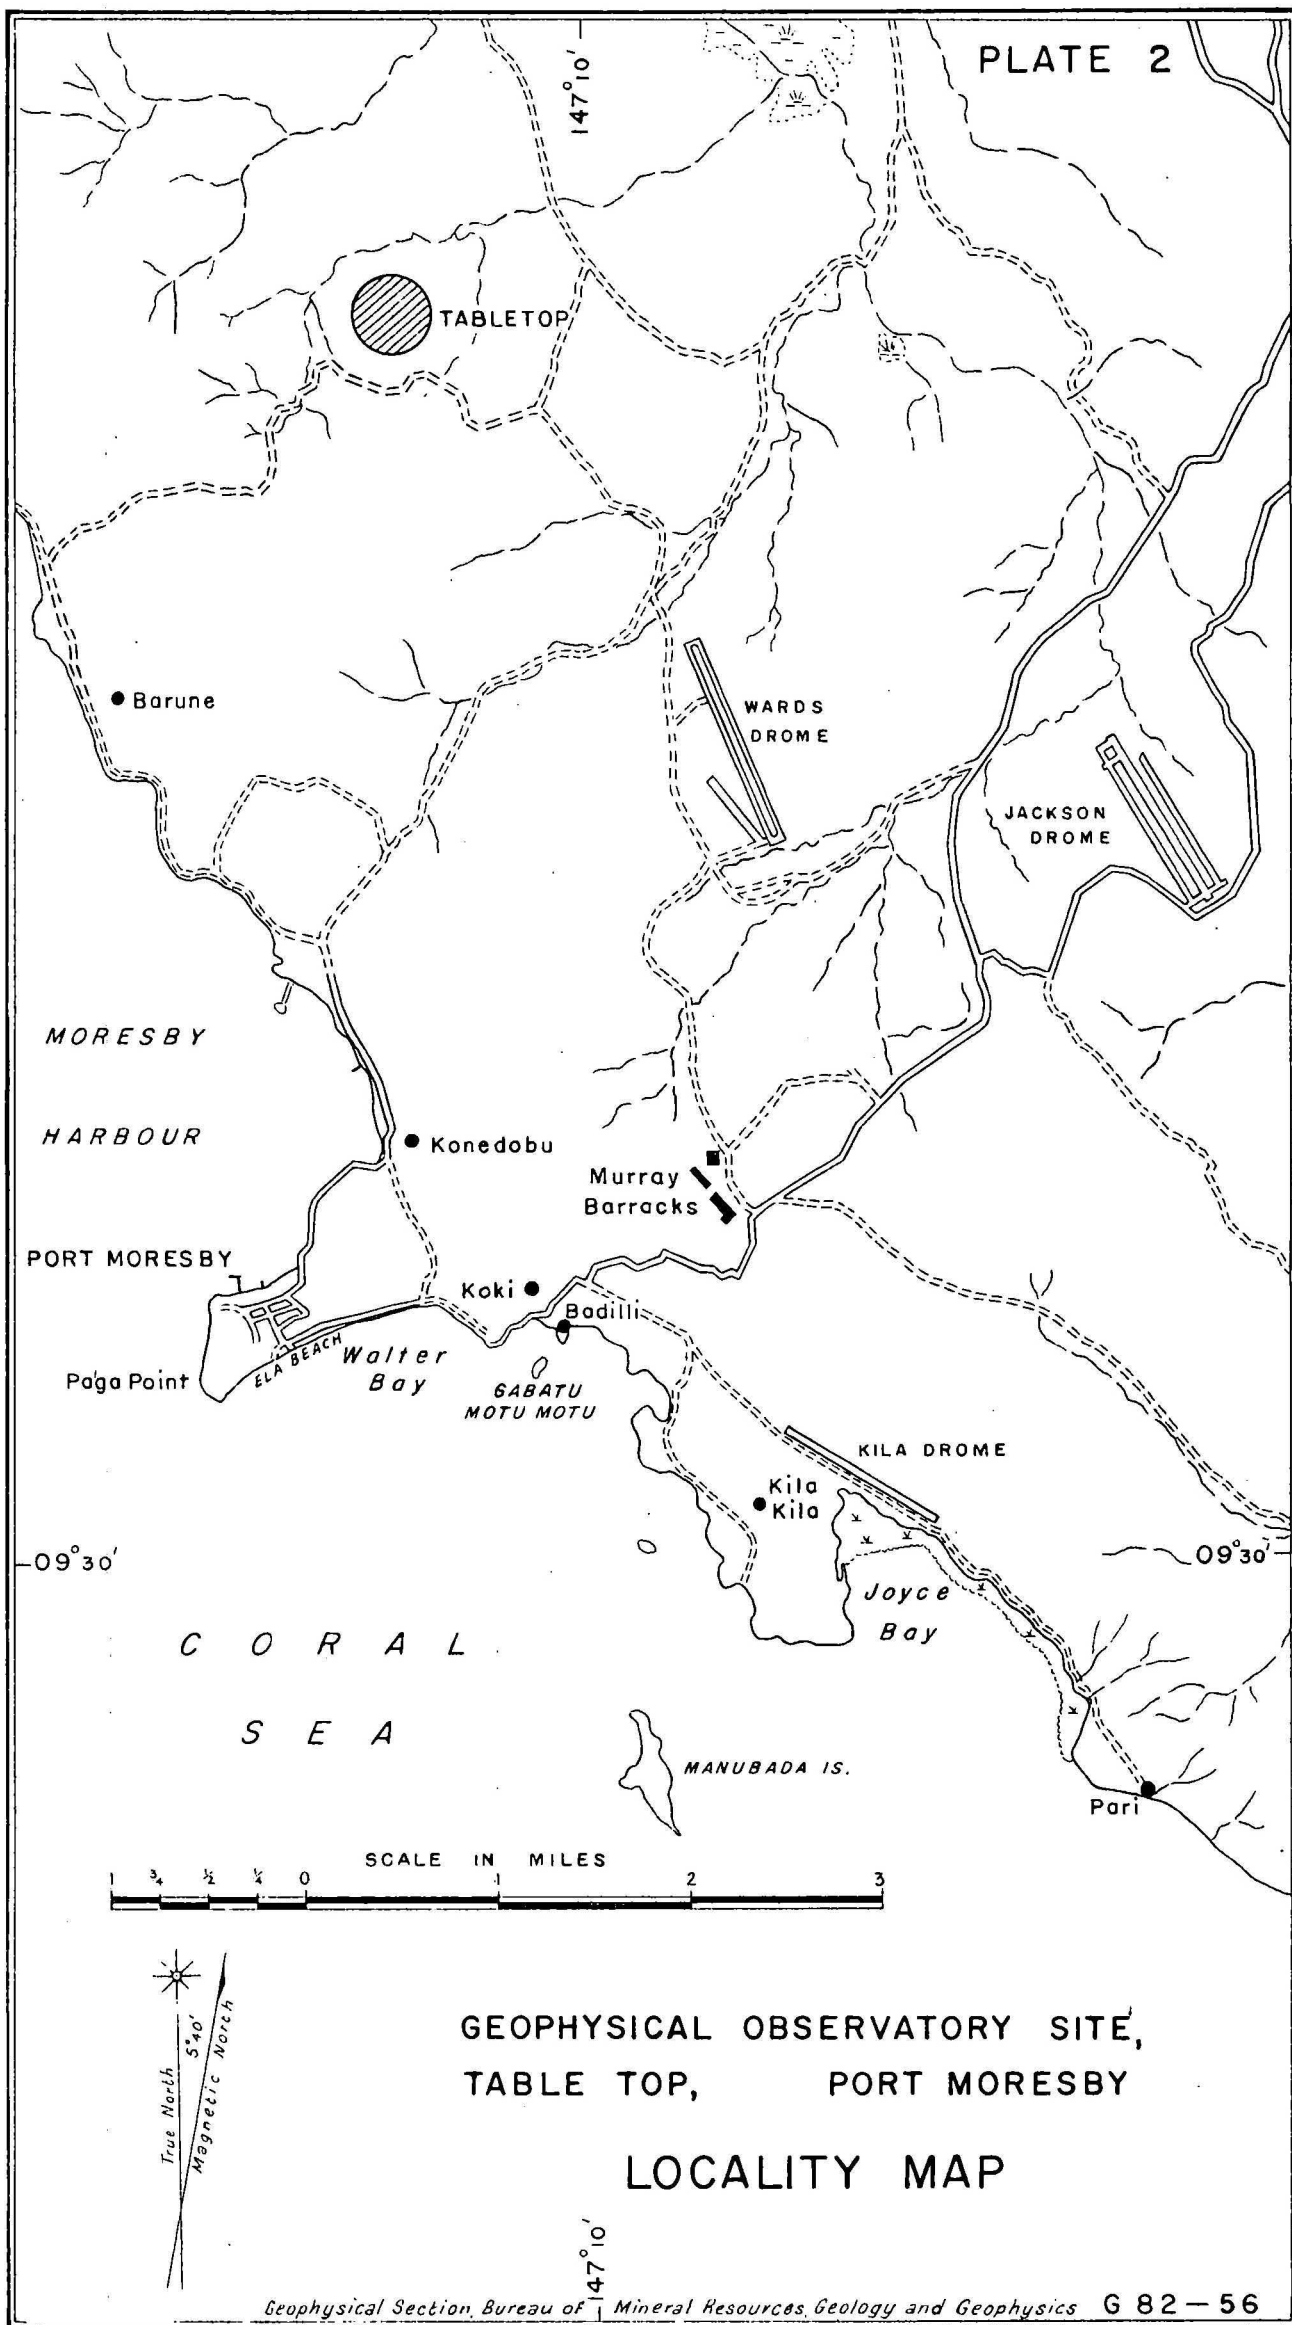 PLATE 2
147°10'
TABLETOP
Barune
WARDS
DROME
JACKSON
DROME
MORESBY
HARBOUR
Konedobu
Murray
Barracks
PORT MORESBY
Koki
Badilli
ELA BEACH
Walter
Bay
Paga Point
GABATU
MOTU MOTU
KILA DROME
Kila
Kila
09°30'
09°30'
Joyce
Bay
CORAL
SEA
MANUBADA IS.
Pari
SCALE IN MILES
1 ¾ ½ ¼ 0 1 2 3
True North
5°40'
Magnetic North
GEOPHYSICAL OBSERVATORY SITE,
TABLE TOP, PORT MORESBY
LOCALITY MAP
147°10'
Geophysical Section, Bureau of Mineral Resources, Geology and Geophysics G 82-56